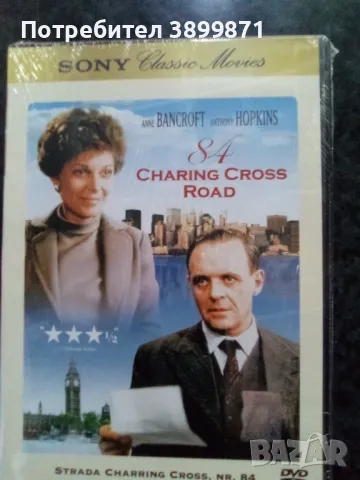 Потребител 3899871
SONY Classic Movies
ANNE BANCROFT ANTHONY HOPKINS
84
CHARING CROSS
ROAD
"★★★½"
STRADA CHARRING CROSS, NR. 84
DVD
BAZAR